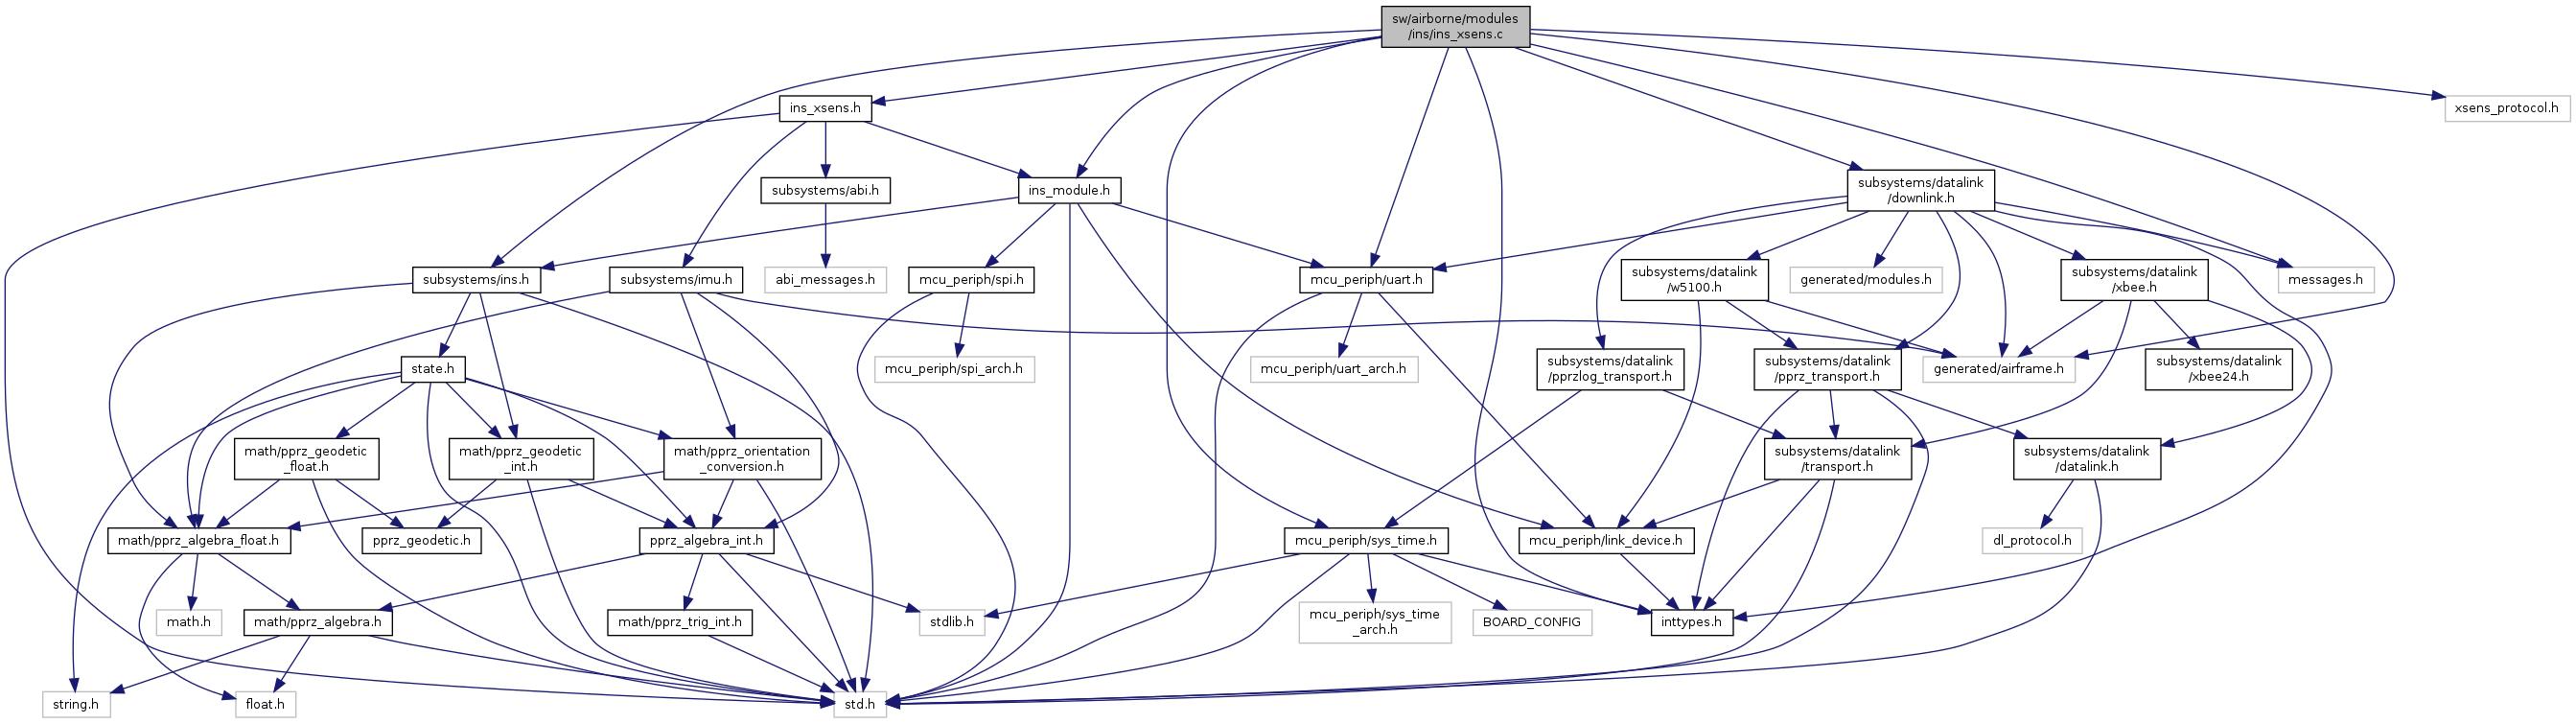 sw/airborne/modules
/ins/ins_xsens.c
ins_xsens.h
xsens_protocol.h
subsystems/abi.h
ins_module.h
subsystems/datalink
/downlink.h
subsystems/ins.h
subsystems/imu.h
abi_messages.h
mcu_periph/spi.h
mcu_periph/uart.h
subsystems/datalink
/w5100.h
generated/modules.h
subsystems/datalink
/xbee.h
messages.h
state.h
mcu_periph/spi_arch.h
mcu_periph/uart_arch.h
subsystems/datalink
/pprzlog_transport.h
subsystems/datalink
/pprz_transport.h
generated/airframe.h
subsystems/datalink
/xbee24.h
math/pprz_geodetic
_float.h
math/pprz_geodetic
_int.h
math/pprz_orientation
_conversion.h
subsystems/datalink
/transport.h
subsystems/datalink
/datalink.h
math/pprz_algebra_float.h
pprz_geodetic.h
pprz_algebra_int.h
mcu_periph/sys_time.h
mcu_periph/link_device.h
dl_protocol.h
math.h
math/pprz_algebra.h
math/pprz_trig_int.h
stdlib.h
mcu_periph/sys_time
_arch.h
BOARD_CONFIG
inttypes.h
string.h
float.h
std.h